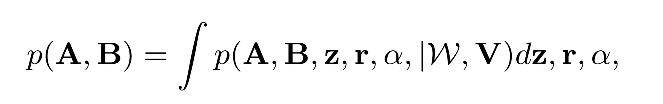 p(𝐀, 𝐁) = ∫ p(𝐀, 𝐁, 𝐳, 𝐫, α, |𝒲, 𝐕)d𝐳, 𝐫, α,